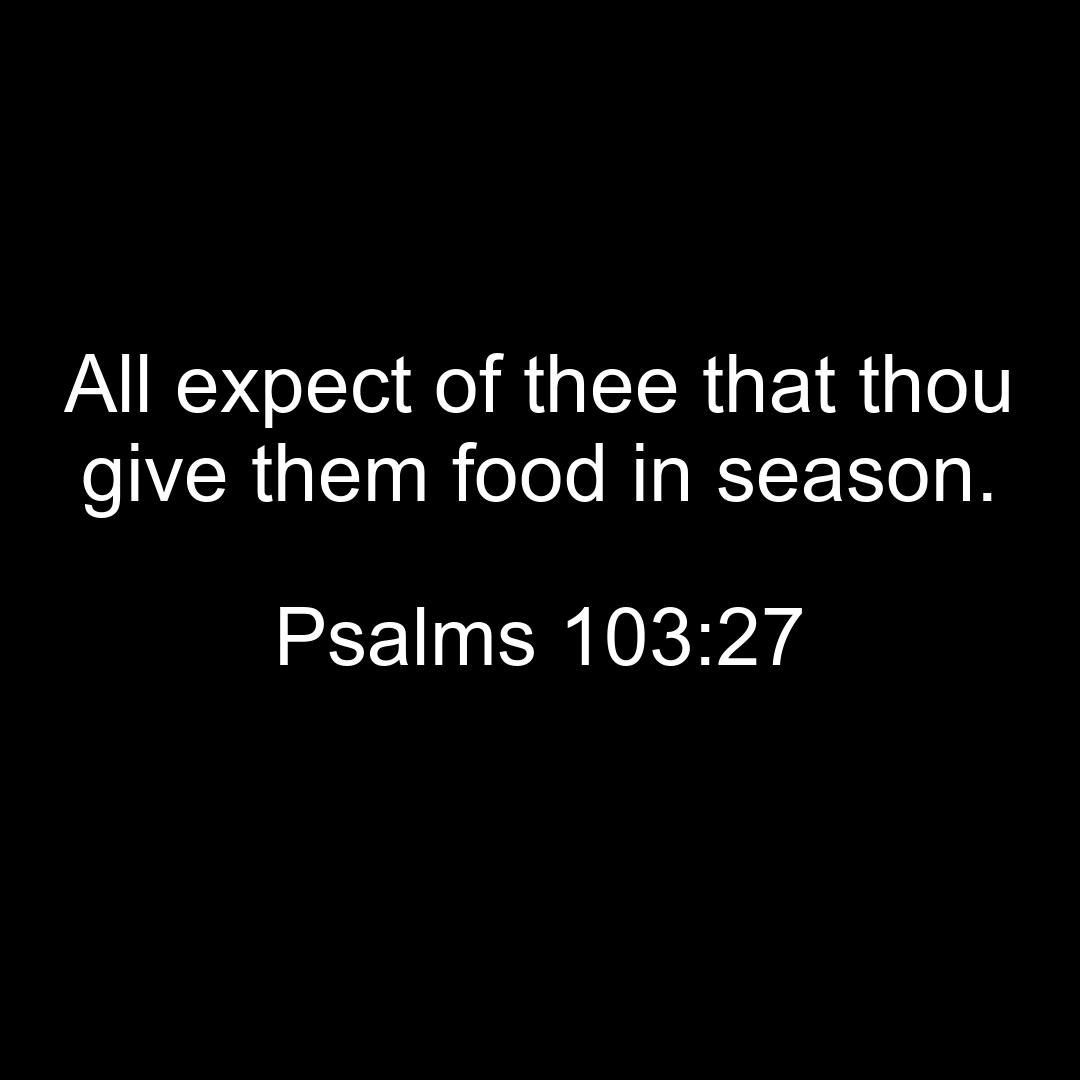 All expect of thee that thou
give them food in season.
Psalms 103:27